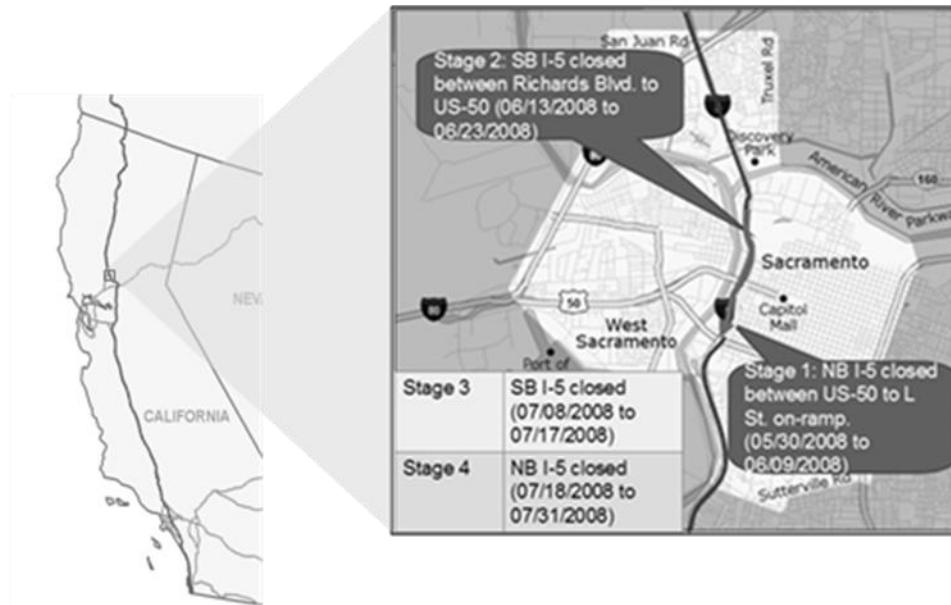 San Juan Rd
Truxel Rd
Stage 2: SB I-5 closed
between Richards Blvd. to
US-50 (06/13/2008 to
06/23/2008)
Discovery
Park
American River Parkw
160
80
Sacramento
NEVA
50
80
West
Sacramento
Capitol
Mall
Port of
Stage 1: NB I-5 closed
between US-50 to L
St. on-ramp.
(05/30/2008 to
06/09/2008)
Stage 3
SB I-5 closed
(07/08/2008 to
07/17/2008)
CALIFORNIA
Stage 4
NB I-5 closed
(07/18/2008 to
07/31/2008)
Sutterville Rd